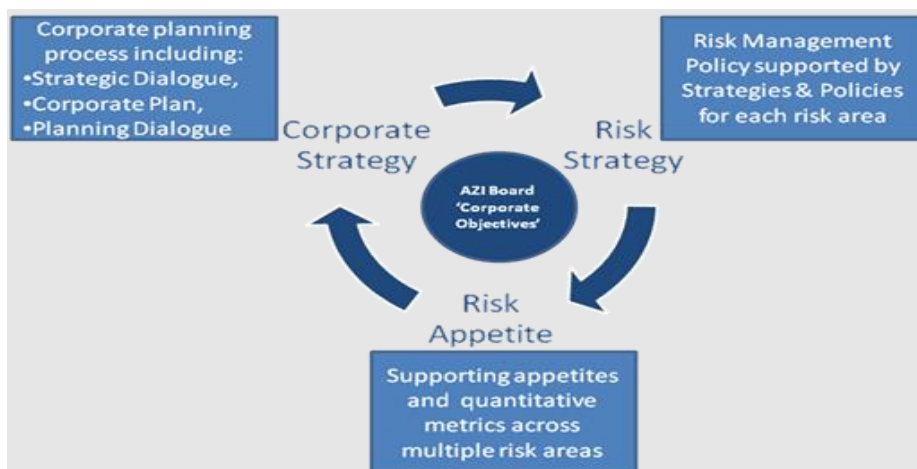 Corporate planning
process including:
•Strategic Dialogue,
•Corporate Plan,
•Planning Dialogue
Corporate
Strategy
Risk Management
Policy supported by
Strategies & Policies
for each risk area
Risk
Strategy
AZI Board
‘Corporate
Objectives’
Risk
Appetite
Supporting appetites
and quantitative
metrics across
multiple risk areas